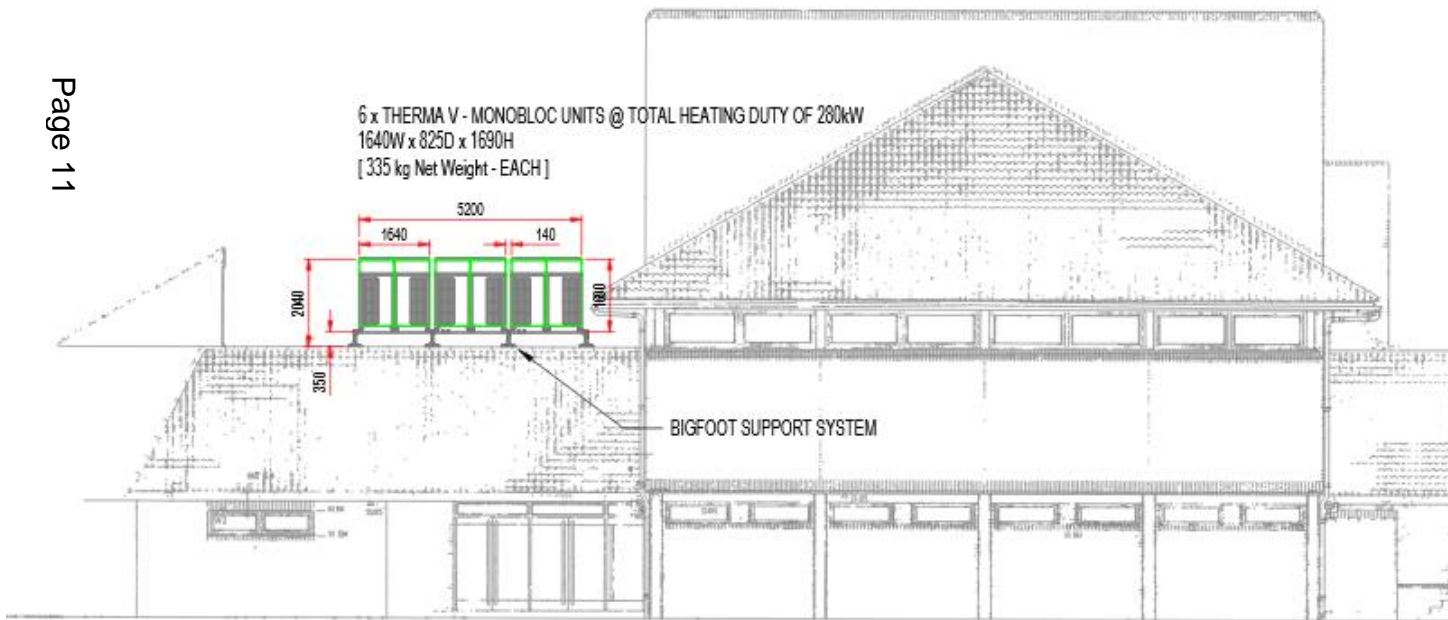 Page 11
6 x THERMA V - MONOBLOC UNITS @ TOTAL HEATING DUTY OF 280kW
1640W x 825D x 1690H
[ 335 kg Net Weight - EACH ]
5200
1640
140
2040
350
BIGFOOT SUPPORT SYSTEM